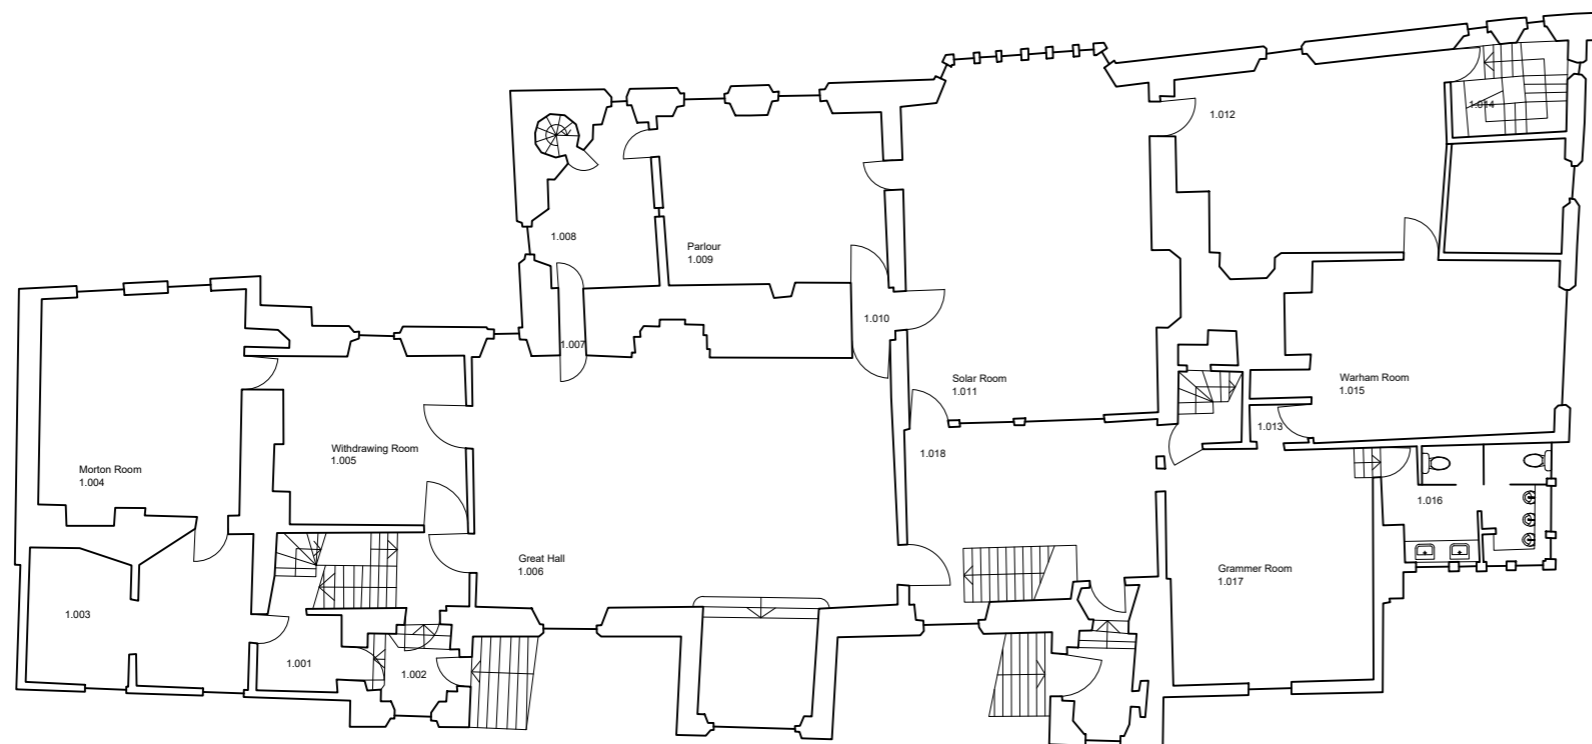 1.014
1.012
1.008
Parlour
1.009
1.010
1.007
Solar Room
1.011
Warham Room
1.015
1.013
Withdrawing Room
1.005
1.018
Morton Room
1.004
1.016
Great Hall
1.006
Grammer Room
1.017
1.003
1.001
1.002